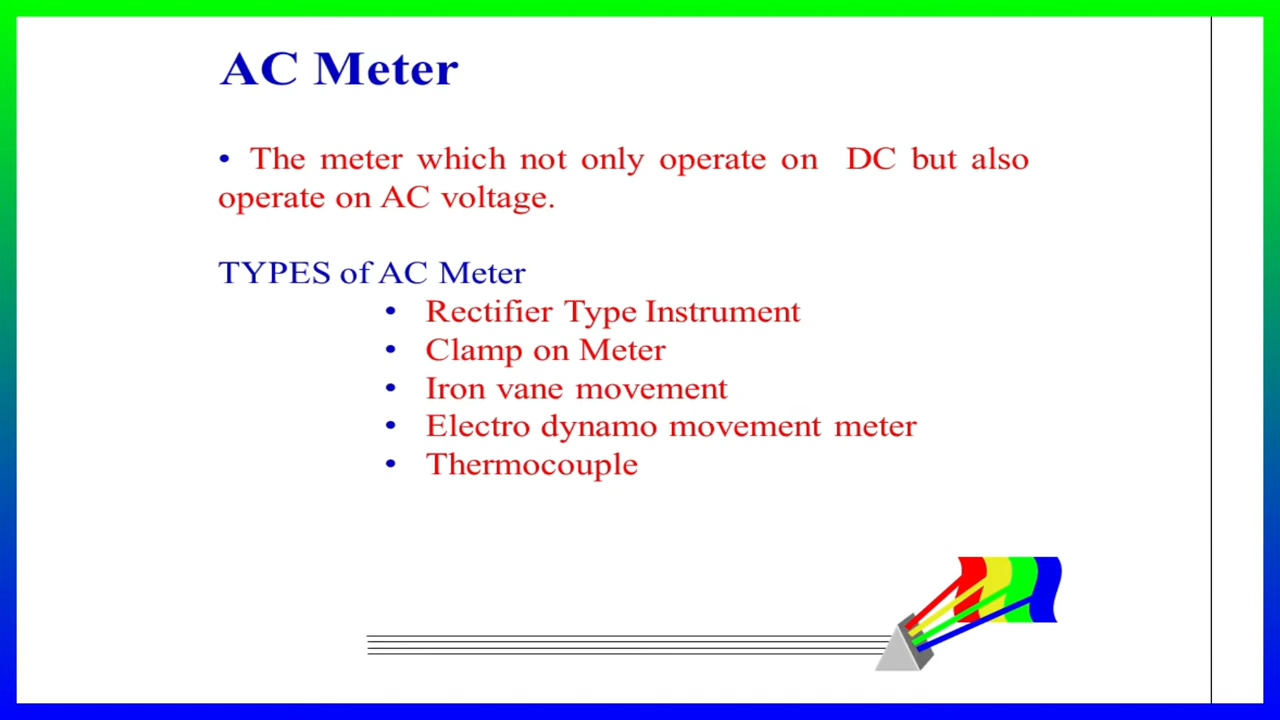 AC Meter
• The meter which not only operate on DC but also
operate on AC voltage.
TYPES of AC Meter
• Rectifier Type Instrument
• Clamp on Meter
• Iron vane movement
• Electro dynamo movement meter
• Thermocouple